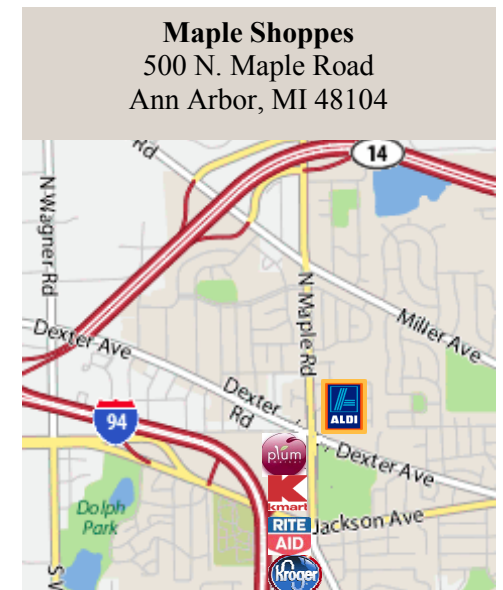 Maple Shoppes
500 N. Maple Road
Ann Arbor, MI 48104
Rd
14
N Wagner Rd
N Maple Rd
Miller Ave
Dexter Ave
Dexter
Rd
ALDI
94
plum
Dexter Ave
K
kmart
Dolph
Park
RITE
AID
Jackson Ave
Kroger
S W